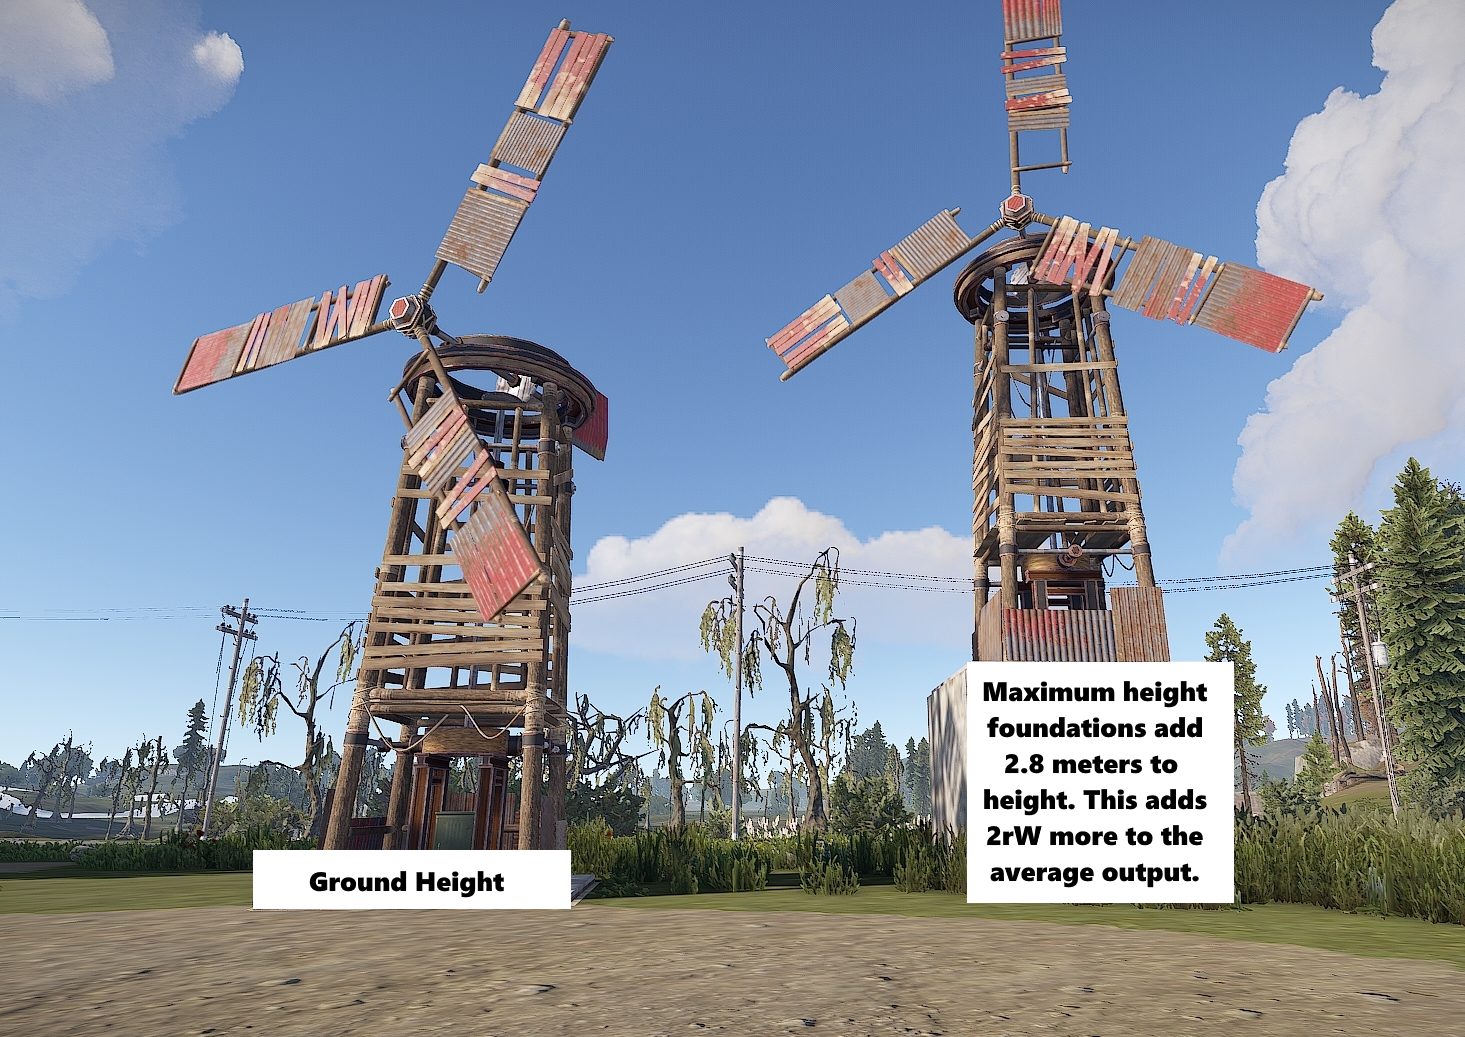 Ground Height
Maximum height
foundations add
2.8 meters to
height. This adds
2rW more to the
average output.